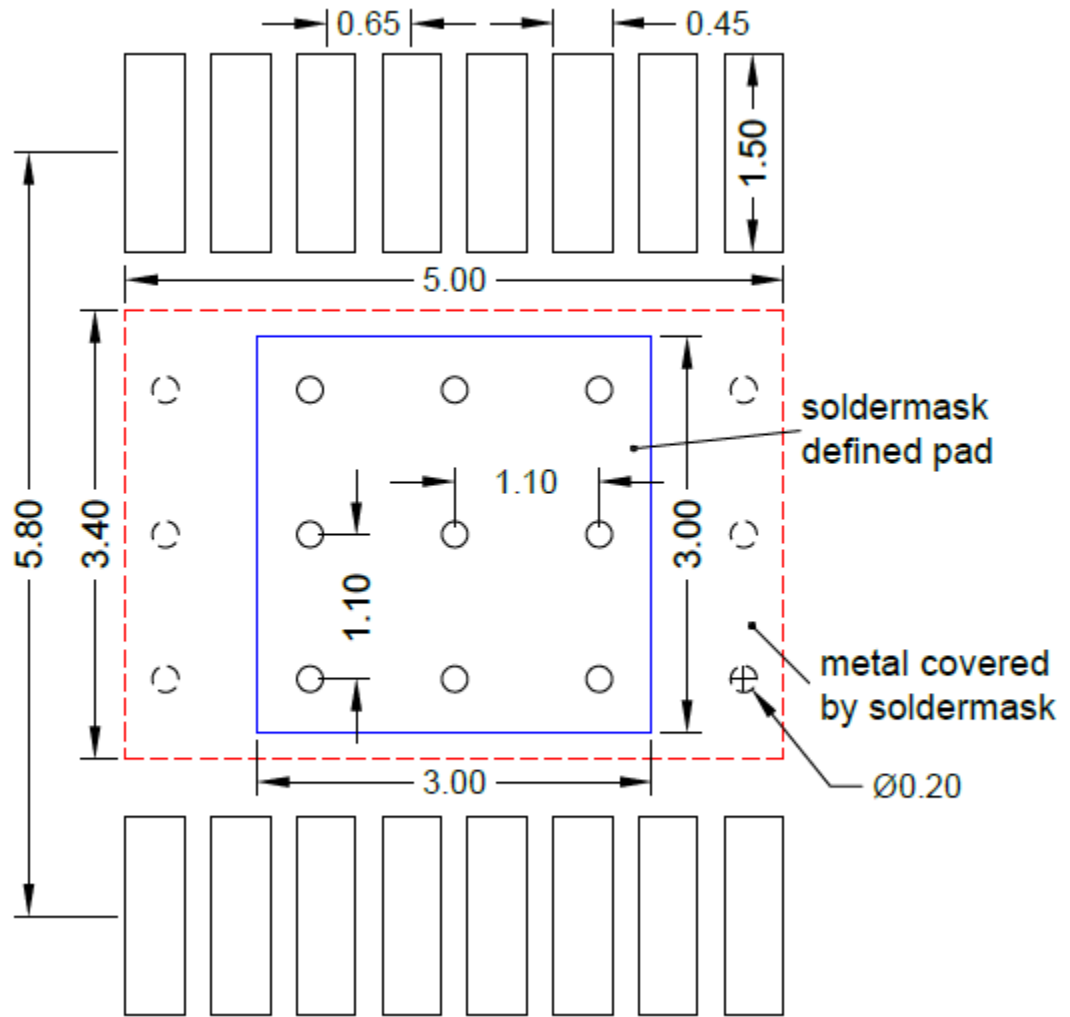 0.65
0.45
1.50
5.00
soldermask
defined pad
1.10
5.80
3.40
3.00
1.10
metal covered
by soldermask
3.00
Ø0.20